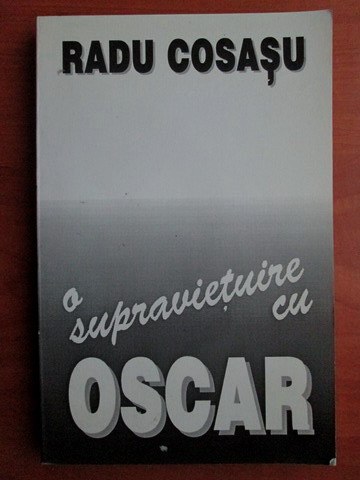 RADU COSAȘU
o
supraviețuire
cu
OSCAR